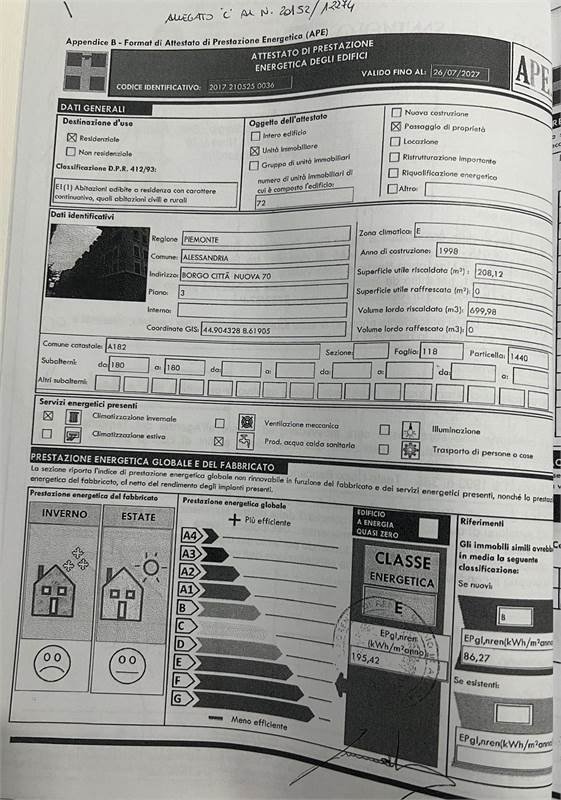 ALLEGATO "C" AL N. 20152/12274
Appendice B - Format di Attestato di Prestazione Energetica (APE)
ATTESTATO DI PRESTAZIONE
ENERGETICA DEGLI EDIFICI
CODICE IDENTIFICATIVO: 2017 210525 0036 VALIDO FINO AL: 26/07/2027
APE
DATI GENERALI
Destinazione d'uso
Residenziale
Non residenziale
Classificazione D.P.R. 412/93:
E1(1) Abitazioni adibite a residenza con carattere
continuativo, quali abitazioni civili e rurali
Oggetto dell'attestato
Intero edificio
Unità immobiliare
Gruppo di unità immobiliari
numero di unità immobiliari di
cui è composto l'edificio:
72
Nuova costruzione
Passaggio di proprietà
Locazione
Ristrutturazione importante
Riqualificazione energetica
Altro:
Dati identificativi
Regione PIEMONTE
Comune: ALESSANDRIA
Indirizzo: BORGO CITTÀ NUOVA 70
Piano: 3
Interno:
Coordinate GIS: 44.904328 8.61905
Zona climatica: E
Anno di costruzione: 1998
Superficie utile riscaldata (m²) : 208,12
Superficie utile raffrescata (m²): 0
Volume lordo riscaldato (m3): 699,98
Volume lordo raffescato (m3): 0
Comune catastale: A182 Sezione: Foglio: 118 Particella: 1440
Subalterni: da: 180 a: 180 da: a: da: a: da: a:
Altri subalterni:
Servizi energetici presenti
Climatizzazione invernale
Ventilazione meccanica
Illuminazione
Climatizzazione estiva
Prod. acqua calda sanitaria
Trasporto di persone o cose
PRESTAZIONE ENERGETICA GLOBALE E DEL FABBRICATO
La sezione riporta l'indice di prestazione energetica globale non rinnovabile in funzione del fabbricato e dei servizi energetici presenti, nonché la
energetica del fabbricato, al netto del rendimento degli impianti presenti.
Prestazione energetica del fabbricato
INVERNO ESTATE
Prestazione energetica globale
+ Più efficiente
A4
A3
A2
A1
B
C
D
E
F
G
Meno efficiente
EDIFICIO
A ENERGIA
QUASI ZERO
CLASSE
ENERGETICA
E
EPgl,nren
(kWh/m²anno):
195,42
Riferimenti
Gli immobili simili
in media la seguente
classificazione:
Se nuovi:
B
EPgl,nren(kWh/m²anno
86,27
Se esistenti:
EPgl,nren(kWh/m²anno